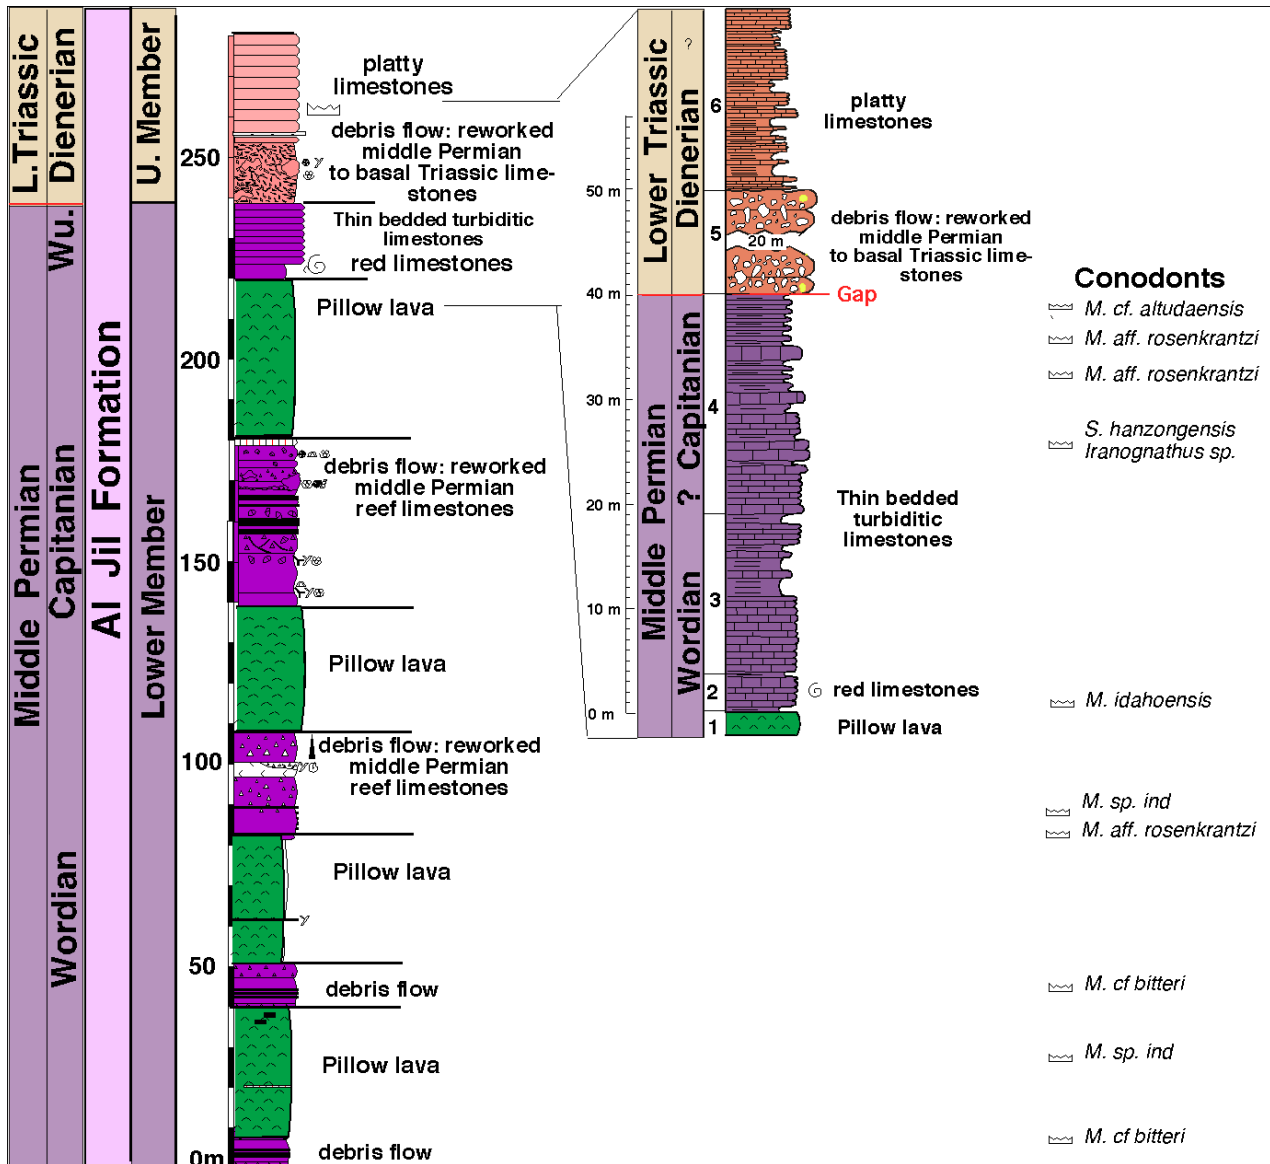 L.Triassic
Dienerian
U. Member
Middle Permian
Wordian
Capitanian
Wu.
Al Jil Formation
Lower Member
250
200
150
100
50
0m
platty
limestones
debris flow: reworked
middle Permian
to basal Triassic lime-
stones
Thin bedded turbiditic
limestones
red limestones
Pillow lava
debris flow: reworked
middle Permian
reef limestones
Pillow lava
debris flow: reworked
middle Permian
reef limestones
Pillow lava
debris flow
Pillow lava
debris flow
50 m
40 m
30 m
20 m
10 m
0 m
Lower Triassic
Dienerian
?
Middle Permian
Wordian ? Capitanian
6
5
4
3
2
1
20 m
platty
limestones
debris flow: reworked
middle Permian
to basal Triassic lime-
stones
Gap
Thin bedded
turbiditic
limestones
red limestones
Pillow lava
Conodonts
M. cf. altudaensis
M. aff. rosenkrantzi
M. aff. rosenkrantzi
S. hanzongensis
Iranognathus sp.
M. idahoensis
M. sp. ind
M. aff. rosenkrantzi
M. cf bitteri
M. sp. ind
M. cf bitteri